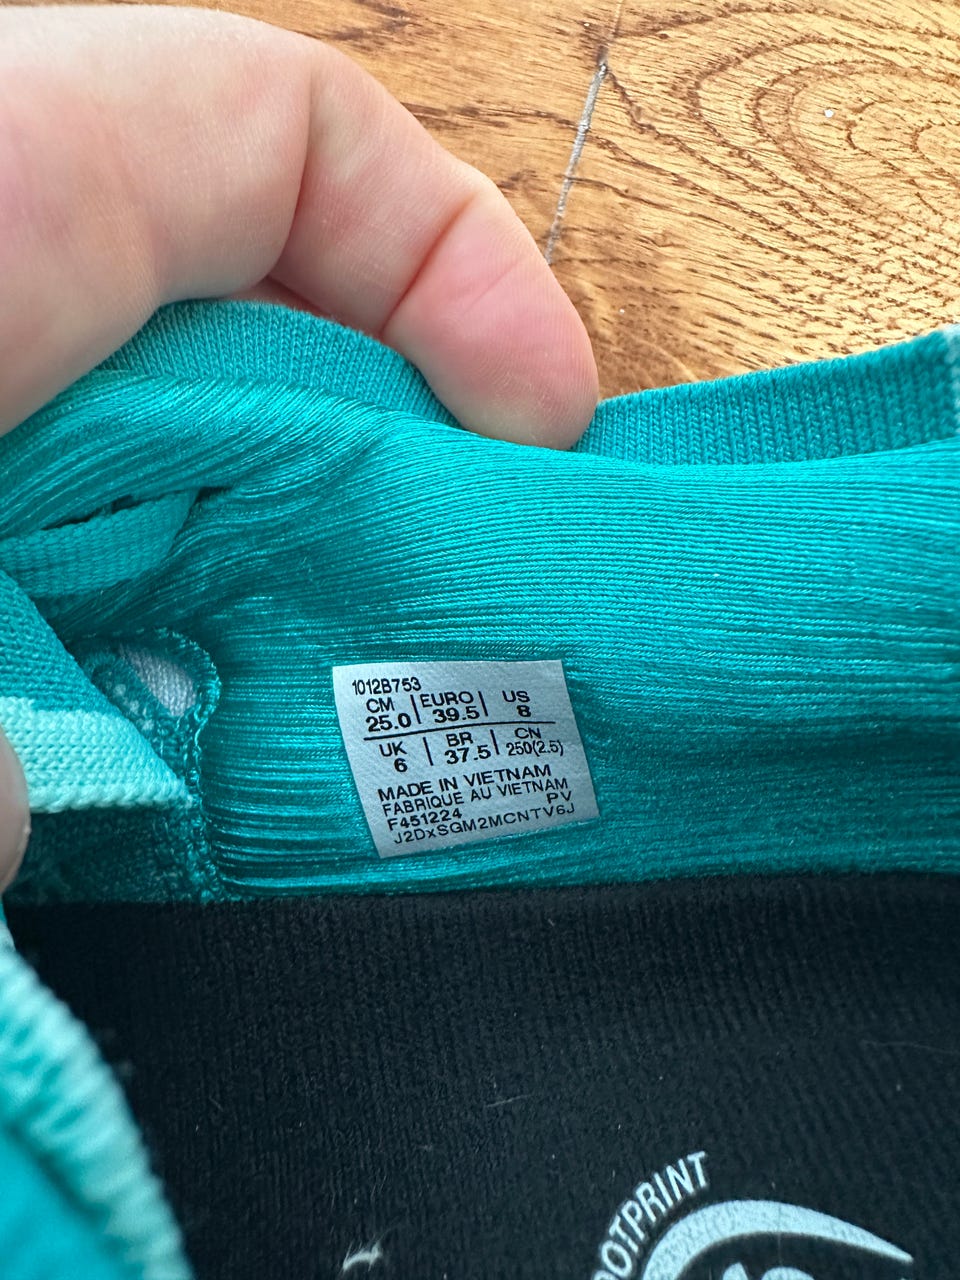 1012B753
CM | EURO | US
25.0 | 39.5 | 8
UK | BR | CN
6 | 37.5 | 250(2.5)
MADE IN VIETNAM
FABRIQUE AU VIETNAM
F451224 PV
J2DxSGM2MCNTV6J
OOTPRINT